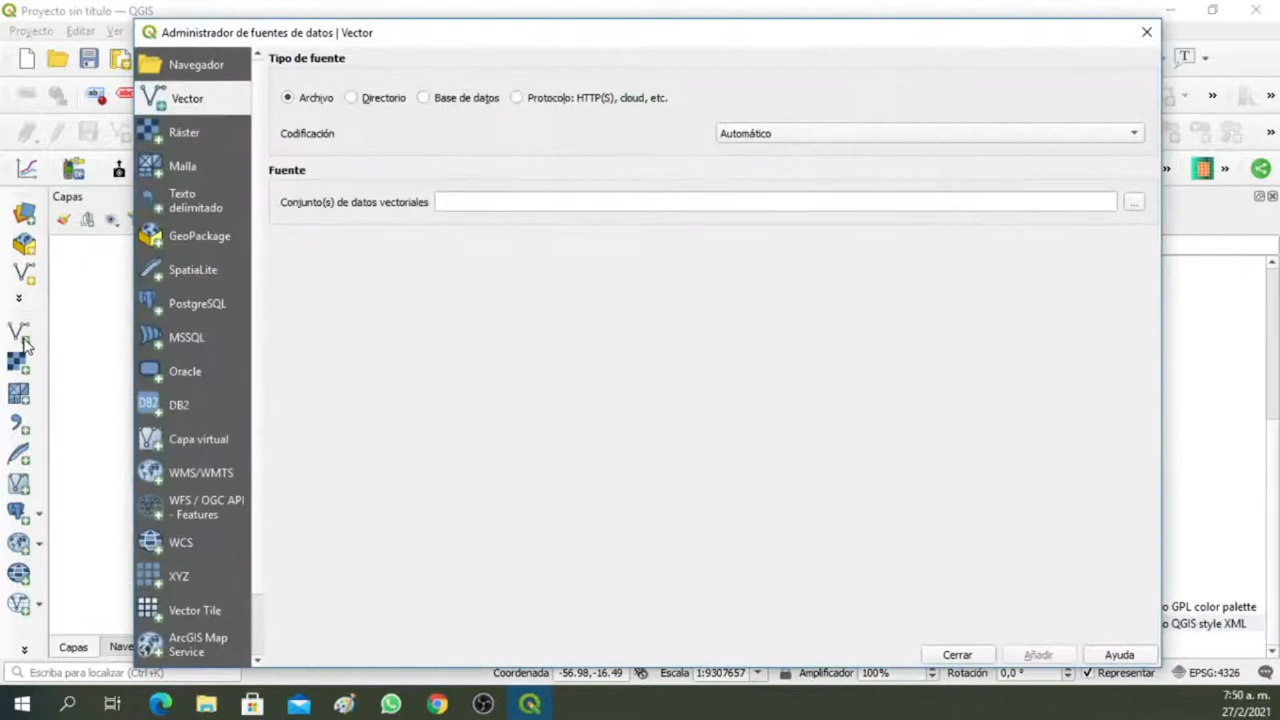 Proyecto sin título — QGIS
Proyecto Editar Ver
Administrador de fuentes de datos | Vector
Navegador
Vector
Ráster
Malla
Texto
delimitado
GeoPackage
SpatiaLite
PostgreSQL
MSSQL
Oracle
DB2
Capa virtual
WMS/WMTS
WFS / OGC API
- Features
WCS
XYZ
Vector Tile
ArcGIS Map
Service
Tipo de fuente
Archivo Directorio Base de datos Protocolo: HTTP(S), cloud, etc.
Codificación Automático
Fuente
Conjunto(s) de datos vectoriales ...
Cerrar Añadir Ayuda
Capas
abc
Capas Nave
o GPL color palette
o QGIS style XML
Escriba para localizar (Ctrl+K) Coordenada -56.98, -16.49 Escala 1:9307657 Amplificador 100% Rotación 0,0 ° Representar EPSG:4326
7:50 a. m.
27/2/2021